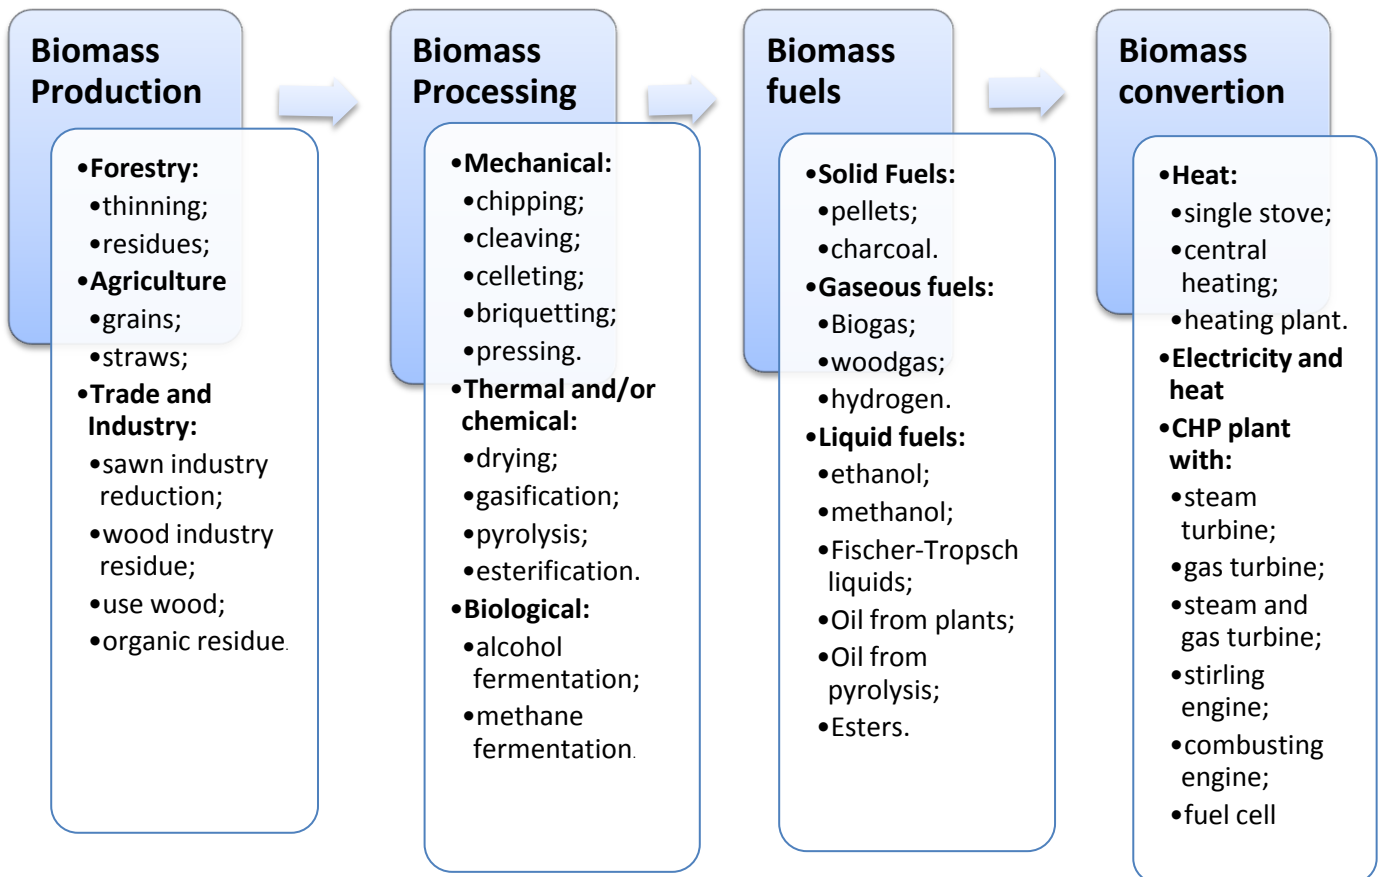 Biomass
Production
•Forestry:
•thinning;
•residues;
•Agriculture
•grains;
•straws;
•Trade and
Industry:
•sawn industry
reduction;
•wood industry
residue;
•use wood;
•organic residue.
Biomass
Processing
•Mechanical:
•chipping;
•cleaving;
•celleting;
•briquetting;
•pressing.
•Thermal and/or
chemical:
•drying;
•gasification;
•pyrolysis;
•esterification.
•Biological:
•alcohol
fermentation;
•methane
fermentation.
Biomass
fuels
•Solid Fuels:
•pellets;
•charcoal.
•Gaseous fuels:
•Biogas;
•woodgas;
•hydrogen.
•Liquid fuels:
•ethanol;
•methanol;
•Fischer-Tropsch
liquids;
•Oil from plants;
•Oil from
pyrolysis;
•Esters.
Biomass
convertion
•Heat:
•single stove;
•central
heating;
•heating plant.
•Electricity and
heat
•CHP plant
with:
•steam
turbine;
•gas turbine;
•steam and
gas turbine;
•stirling
engine;
•combusting
engine;
•fuel cell